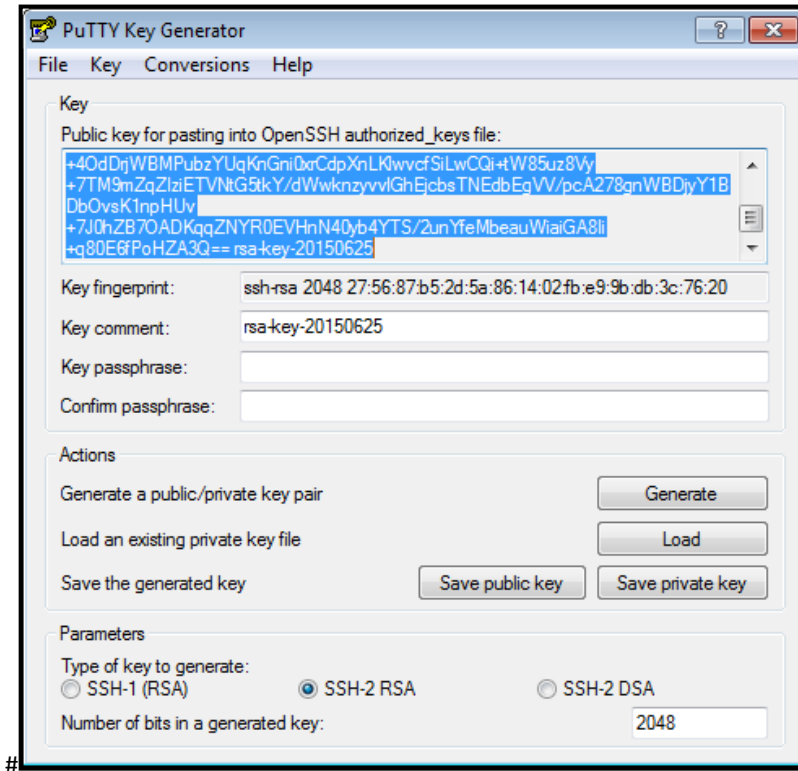 PuTTY Key Generator
File Key Conversions Help
Key
Public key for pasting into OpenSSH authorized_keys file:
+4OdDrjWBMPubzYUqKnGni0xrCdpXnLKlwvcfSiLwCQi+tW85uz8Vy
+7TM9mZqZIziETVNtG5tkY/dWwknzyvvlGhEjcbsTNEdbEgVV/pcA278gnWBDjyY1B
DbOvsK1npHUv
+7J0hZB7OADKqqZNYR0EVHnN40yb4YTS/2unYfeMbeauWiaiGA8li
+q80E6fPoHZA3Q== rsa-key-20150625
Key fingerprint: ssh-rsa 2048 27:56:87:b5:2d:5a:86:14:02:fb:e9:9b:db:3c:76:20
Key comment: rsa-key-20150625
Key passphrase:
Confirm passphrase:
Actions
Generate a public/private key pair Generate
Load an existing private key file Load
Save the generated key Save public key Save private key
Parameters
Type of key to generate:
SSH-1 (RSA) SSH-2 RSA SSH-2 DSA
Number of bits in a generated key: 2048
#